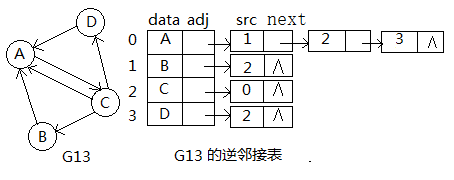 data adj src next
D
0 A 1 2 3 ∧
A
1 B 2 ∧
C
2 C 0 ∧
3 D 2 ∧
B
G13 G13 的逆邻接表 .